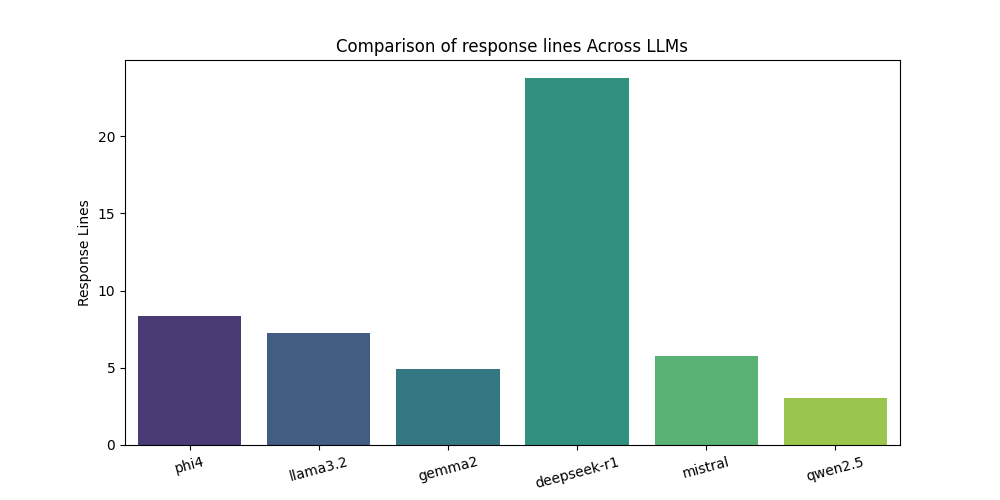 Comparison of response lines Across LLMs
Response Lines
20
15
10
5
0
phi4
llama3.2
gemma2
deepseek-r1
mistral
qwen2.5